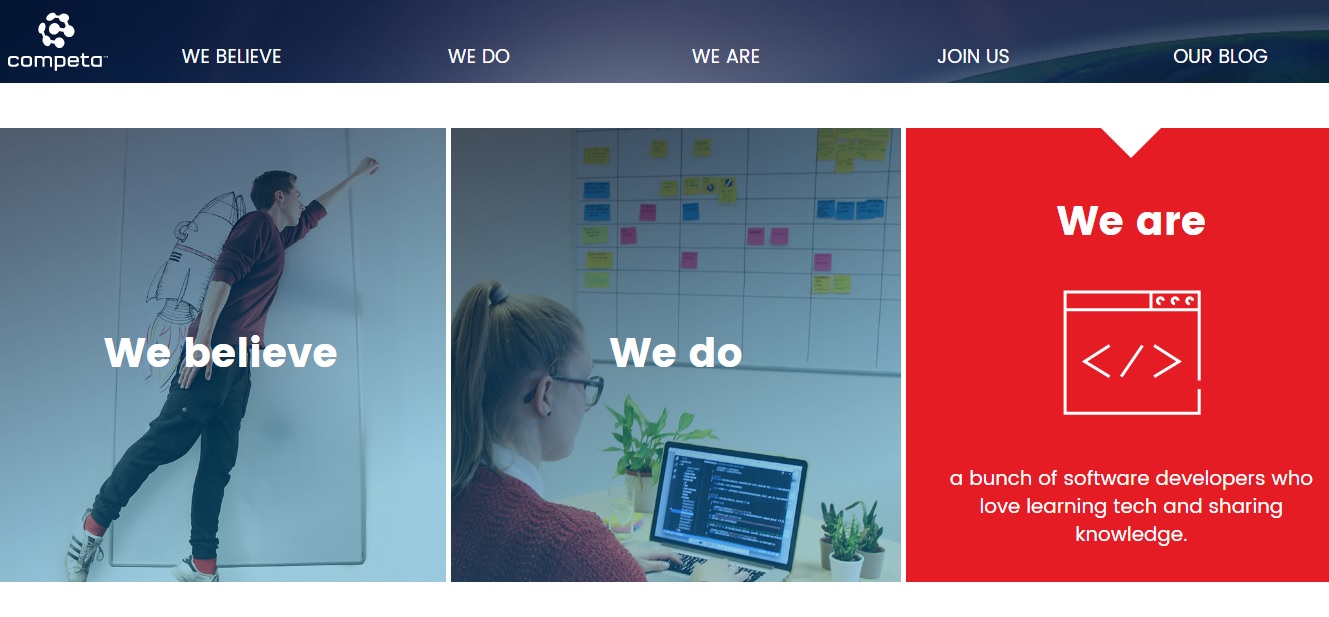 competa
WE BELIEVE
WE DO
WE ARE
JOIN US
OUR BLOG
We believe
We do
We are
</>
a bunch of software developers who
love learning tech and sharing
knowledge.